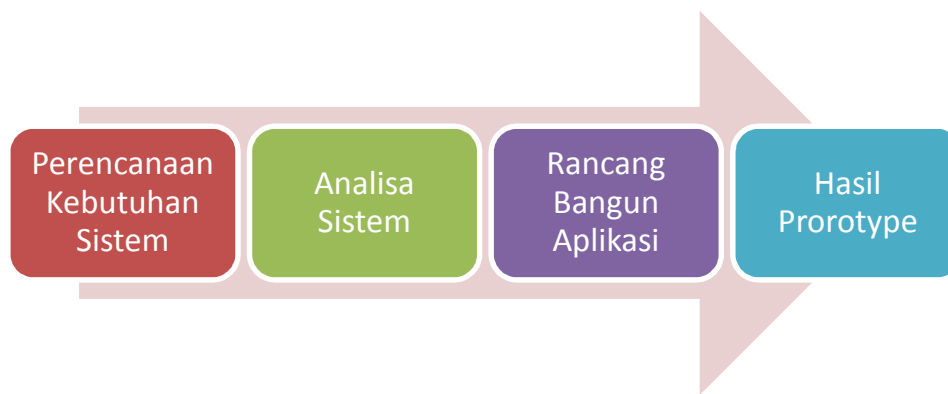 Perencanaan
Kebutuhan
Sistem
Analisa
Sistem
Rancang
Bangun
Aplikasi
Hasil
Prorotype